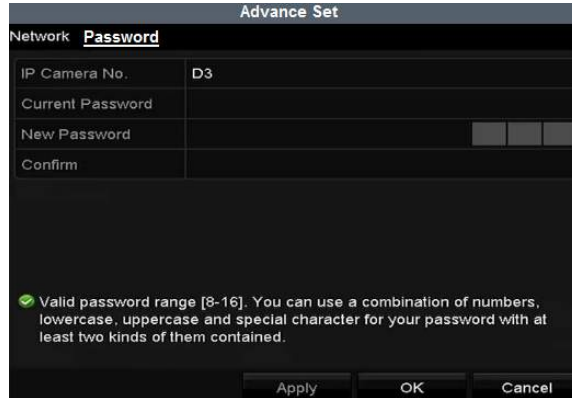 Advance Set
Network Password
IP Camera No. D3
Current Password
New Password
Confirm
Valid password range [8-16]. You can use a combination of numbers,
lowercase, uppercase and special character for your password with at
least two kinds of them contained.
Apply OK Cancel